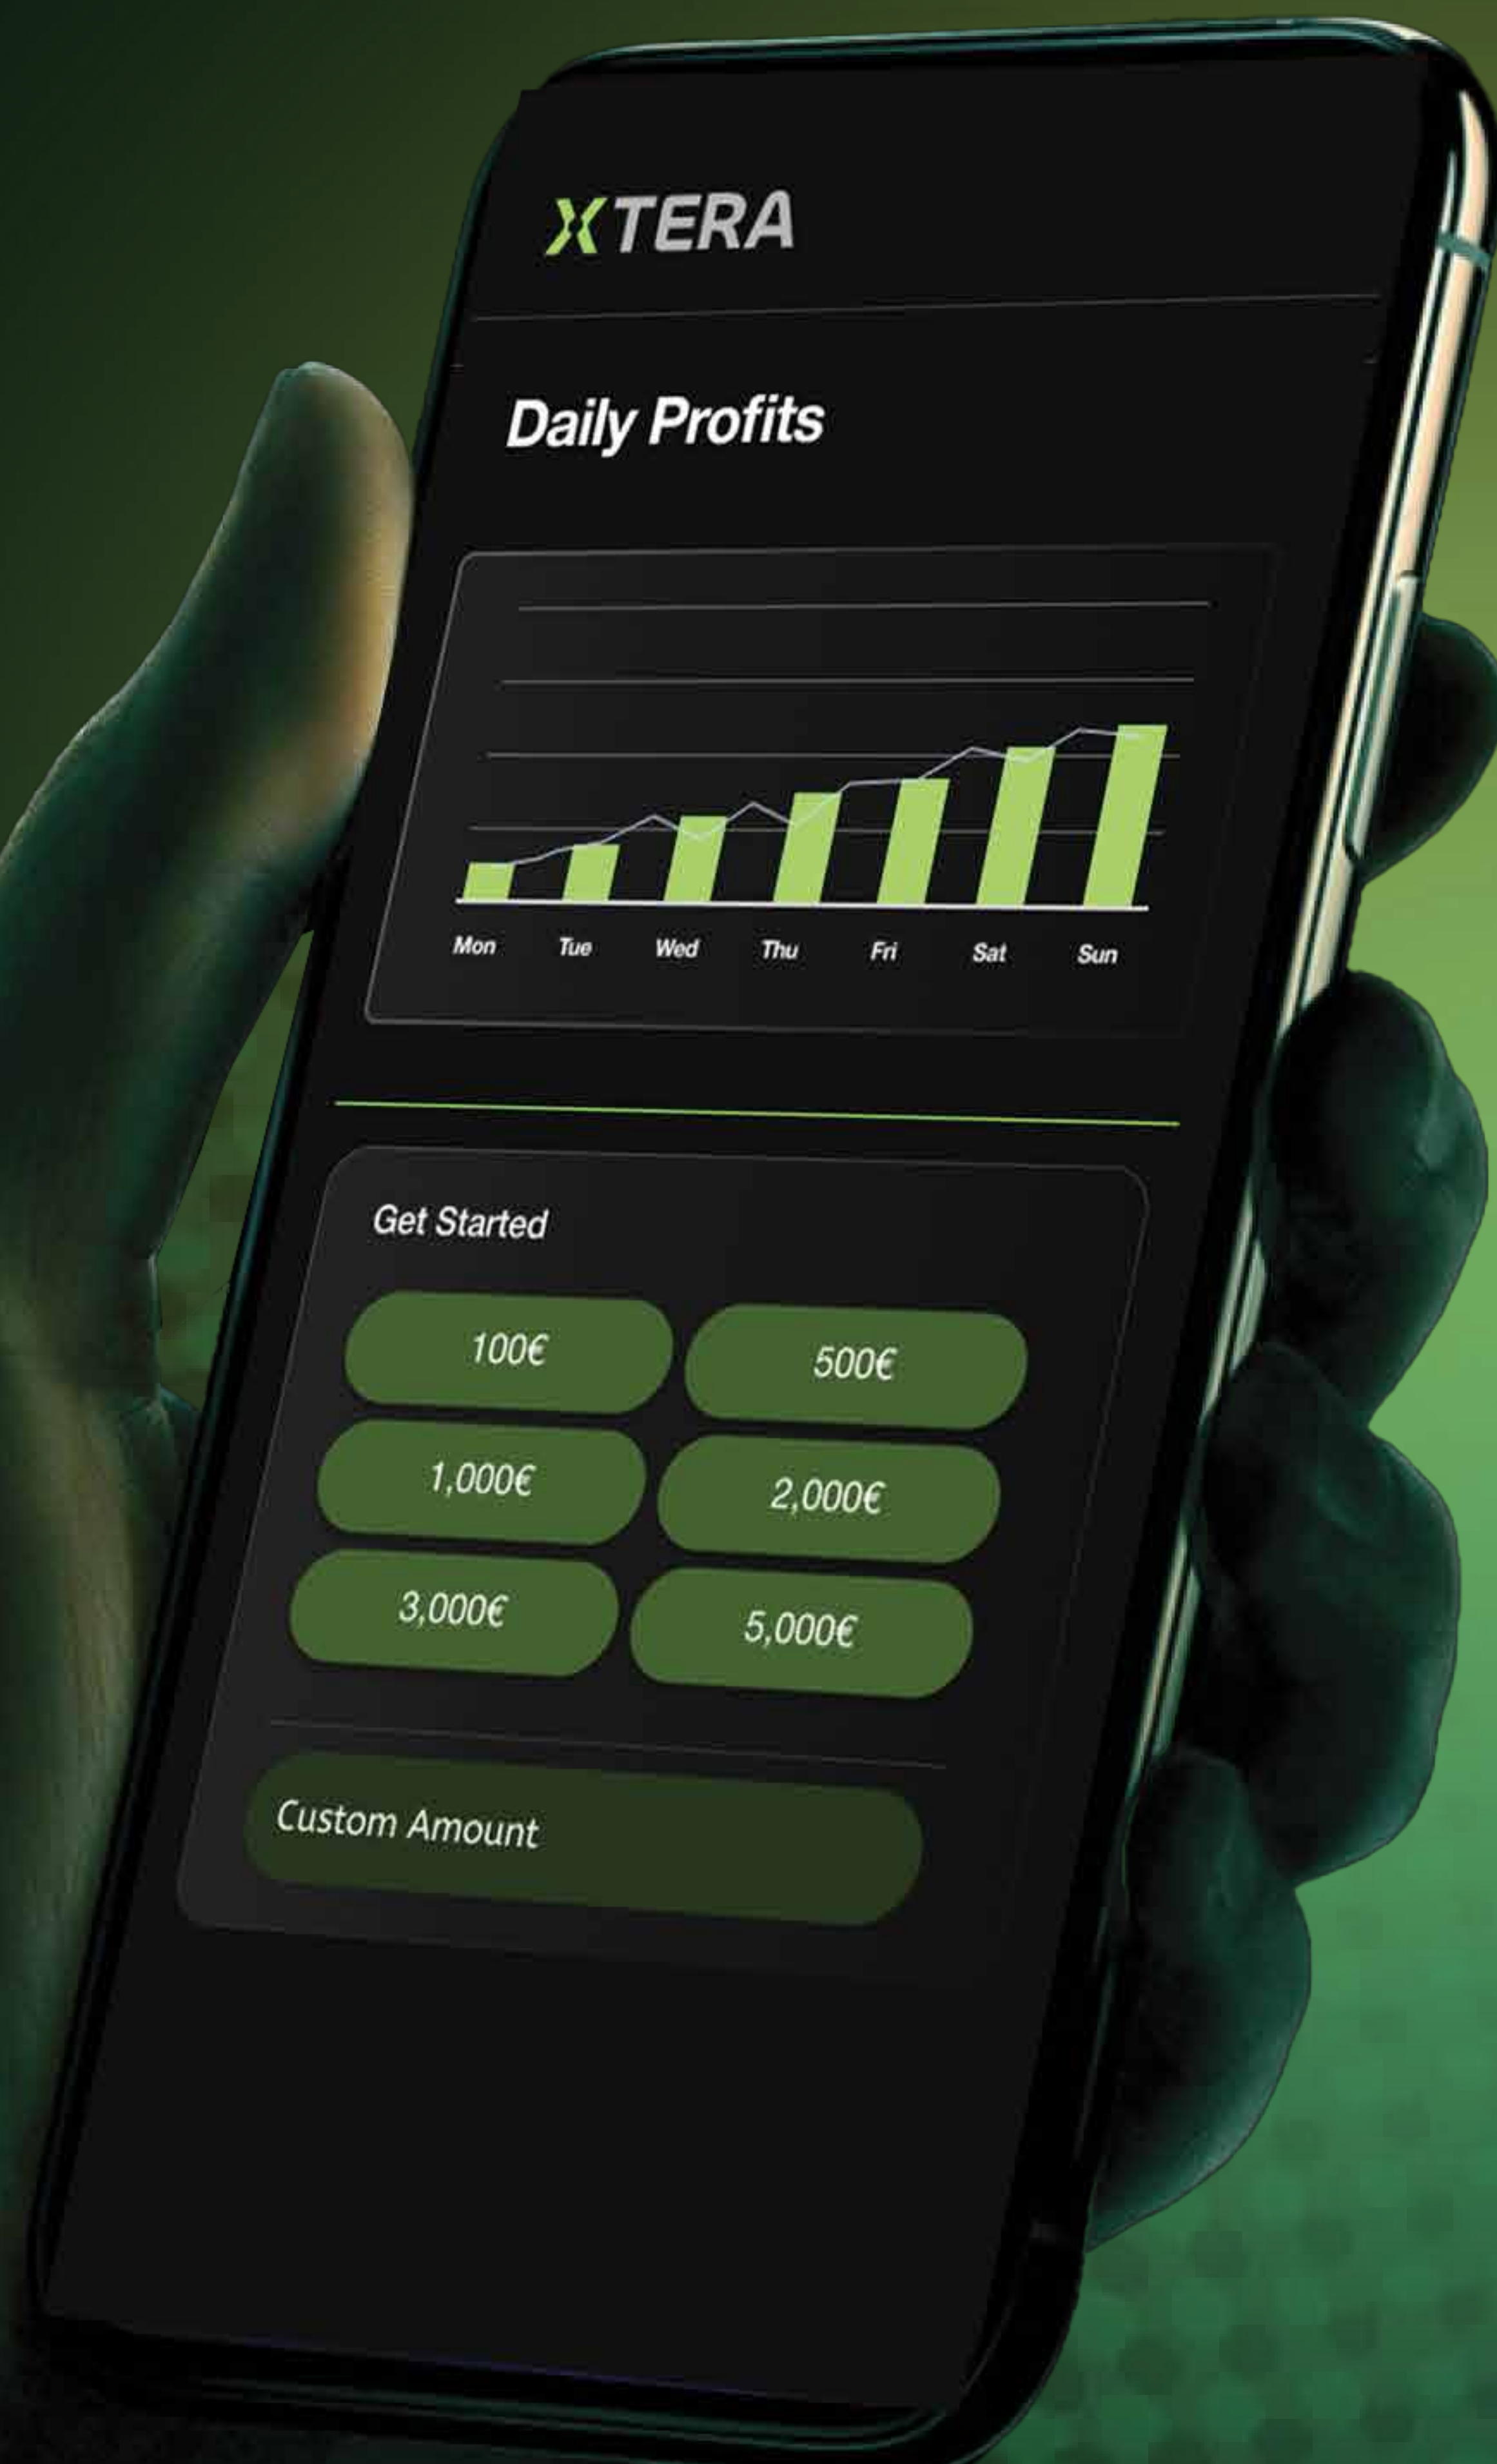 XTERA
Daily Profits
Mon Tue Wed Thu Fri Sat Sun
Get Started
100€ 500€
1,000€ 2,000€
3,000€ 5,000€
Custom Amount